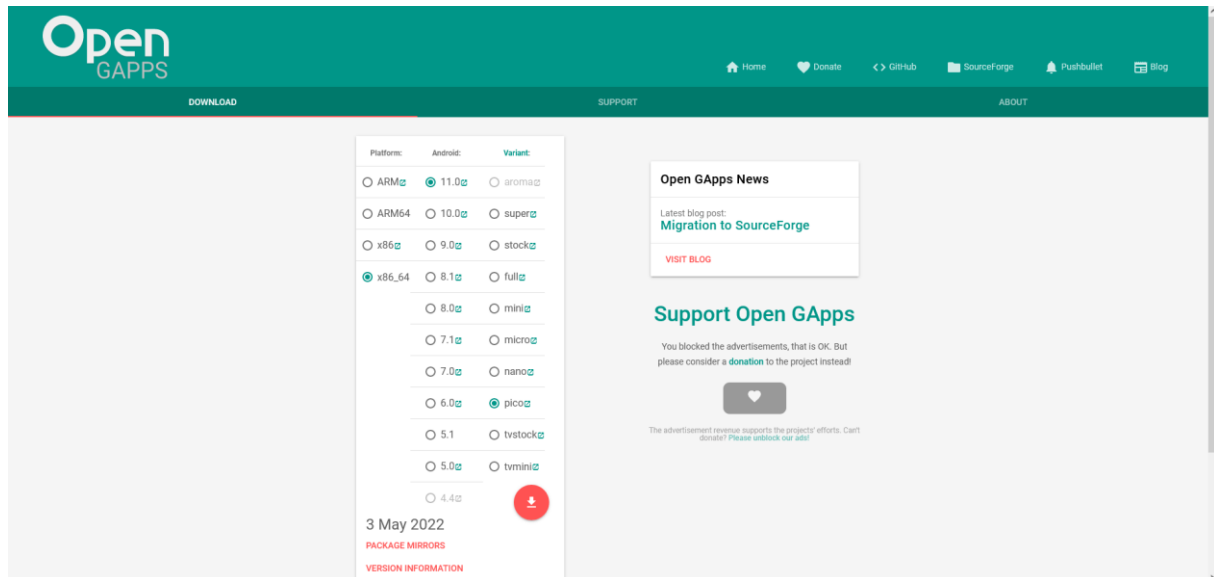 Open
GAPPS
Home Donate <> GitHub SourceForge Pushbullet Blog
DOWNLOAD SUPPORT ABOUT
Platform: Android: Variant:
ARM 11.0 aroma
ARM64 10.0 super
x86 9.0 stock
x86_64 8.1 full
8.0 mini
7.1 micro
7.0 nano
6.0 pico
5.1 tvstock
5.0 tvmini
4.4
3 May 2022
PACKAGE MIRRORS
VERSION INFORMATION
Open GApps News
Latest blog post:
Migration to SourceForge
VISIT BLOG
Support Open GApps
You blocked the advertisements, that is OK. But
please consider a donation to the project instead!
The advertisement revenue supports the projects' efforts. Can't
donate? Please unblock our ads!